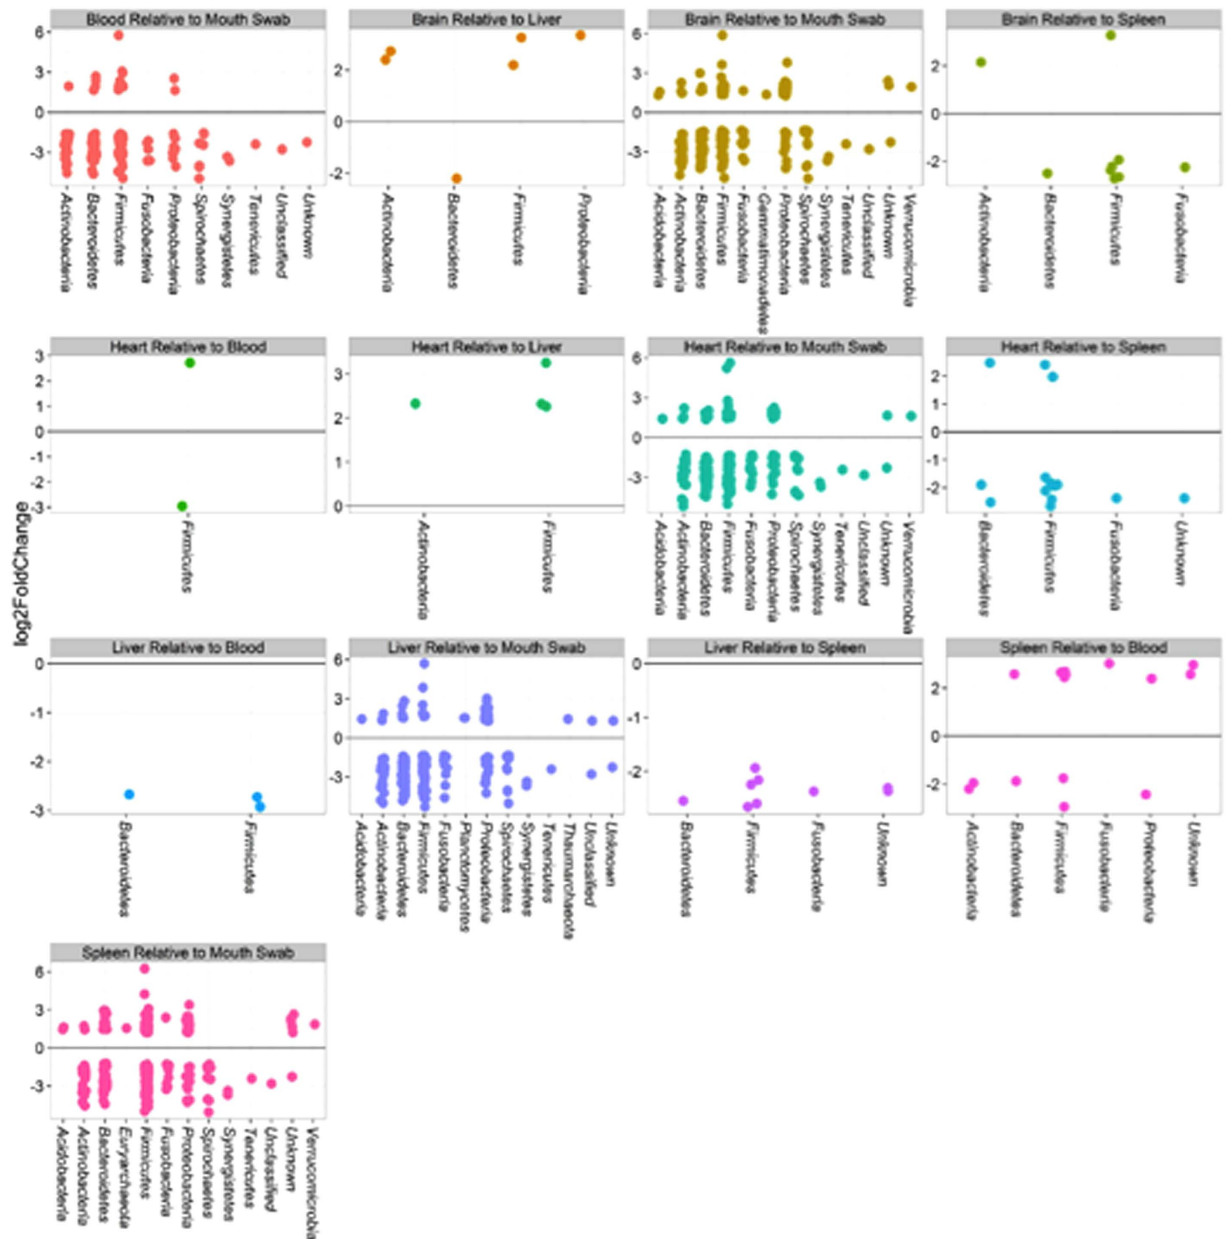 Blood Relative to Mouth Swab
Brain Relative to Liver
Brain Relative to Mouth Swab
Brain Relative to Spleen
6
3
0
-3
2
0
-2
6
3
0
-3
2
0
-2
Actinobacteria
Bacteroidetes
Firmicutes
Fusobacteria
Proteobacteria
Spirochaetes
Synergistetes
Tenericutes
Unclassified
Unknown
Actinobacteria
Bacteroidetes
Firmicutes
Proteobacteria
Acidobacteria
Actinobacteria
Bacteroidetes
Firmicutes
Fusobacteria
Gemmatimonadetes
Proteobacteria
Spirochaetes
Synergistetes
Tenericutes
Unclassified
Unknown
Verrucomicrobia
Actinobacteria
Bacteroidetes
Firmicutes
Fusobacteria
log2FoldChange
Heart Relative to Blood
Heart Relative to Liver
Heart Relative to Mouth Swab
Heart Relative to Spleen
3
2
1
0
-1
-2
-3
3
2
1
0
6
3
0
-3
2
1
0
-1
-2
Firmicutes
Actinobacteria
Firmicutes
Acidobacteria
Actinobacteria
Bacteroidetes
Firmicutes
Fusobacteria
Proteobacteria
Spirochaetes
Synergistetes
Tenericutes
Unclassified
Unknown
Verrucomicrobia
Bacteroidetes
Firmicutes
Fusobacteria
Unknown
Liver Relative to Blood
Liver Relative to Mouth Swab
Liver Relative to Spleen
Spleen Relative to Blood
0
-1
-2
-3
6
3
0
-3
0
-1
-2
2
0
-2
Bacteroidetes
Firmicutes
Acidobacteria
Actinobacteria
Bacteroidetes
Firmicutes
Fusobacteria
Planctomycetes
Proteobacteria
Spirochaetes
Synergistetes
Tenericutes
Thaumarchaeota
Unclassified
Unknown
Bacteroidetes
Firmicutes
Fusobacteria
Unknown
Actinobacteria
Bacteroidetes
Firmicutes
Fusobacteria
Proteobacteria
Unknown
Spleen Relative to Mouth Swab
6
3
0
-3
Acidobacteria
Actinobacteria
Bacteroidetes
Euryarchaeota
Firmicutes
Fusobacteria
Proteobacteria
Spirochaetes
Synergistetes
Tenericutes
Unclassified
Unknown
Verrucomicrobia